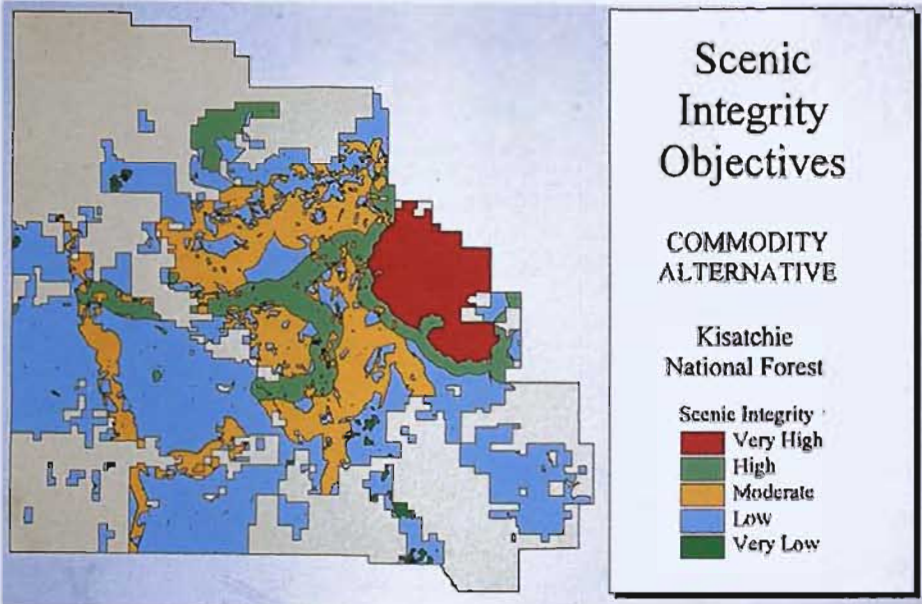 Scenic
Integrity
Objectives
COMMODITY
ALTERNATIVE
Kisatchie
National Forest
Scenic Integrity
Very High
High
Moderate
Low
Very Low